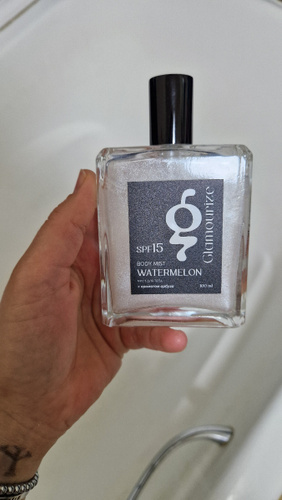 g
Glamourize
SPF15
BODY MIST
WATERMELON
100 ml